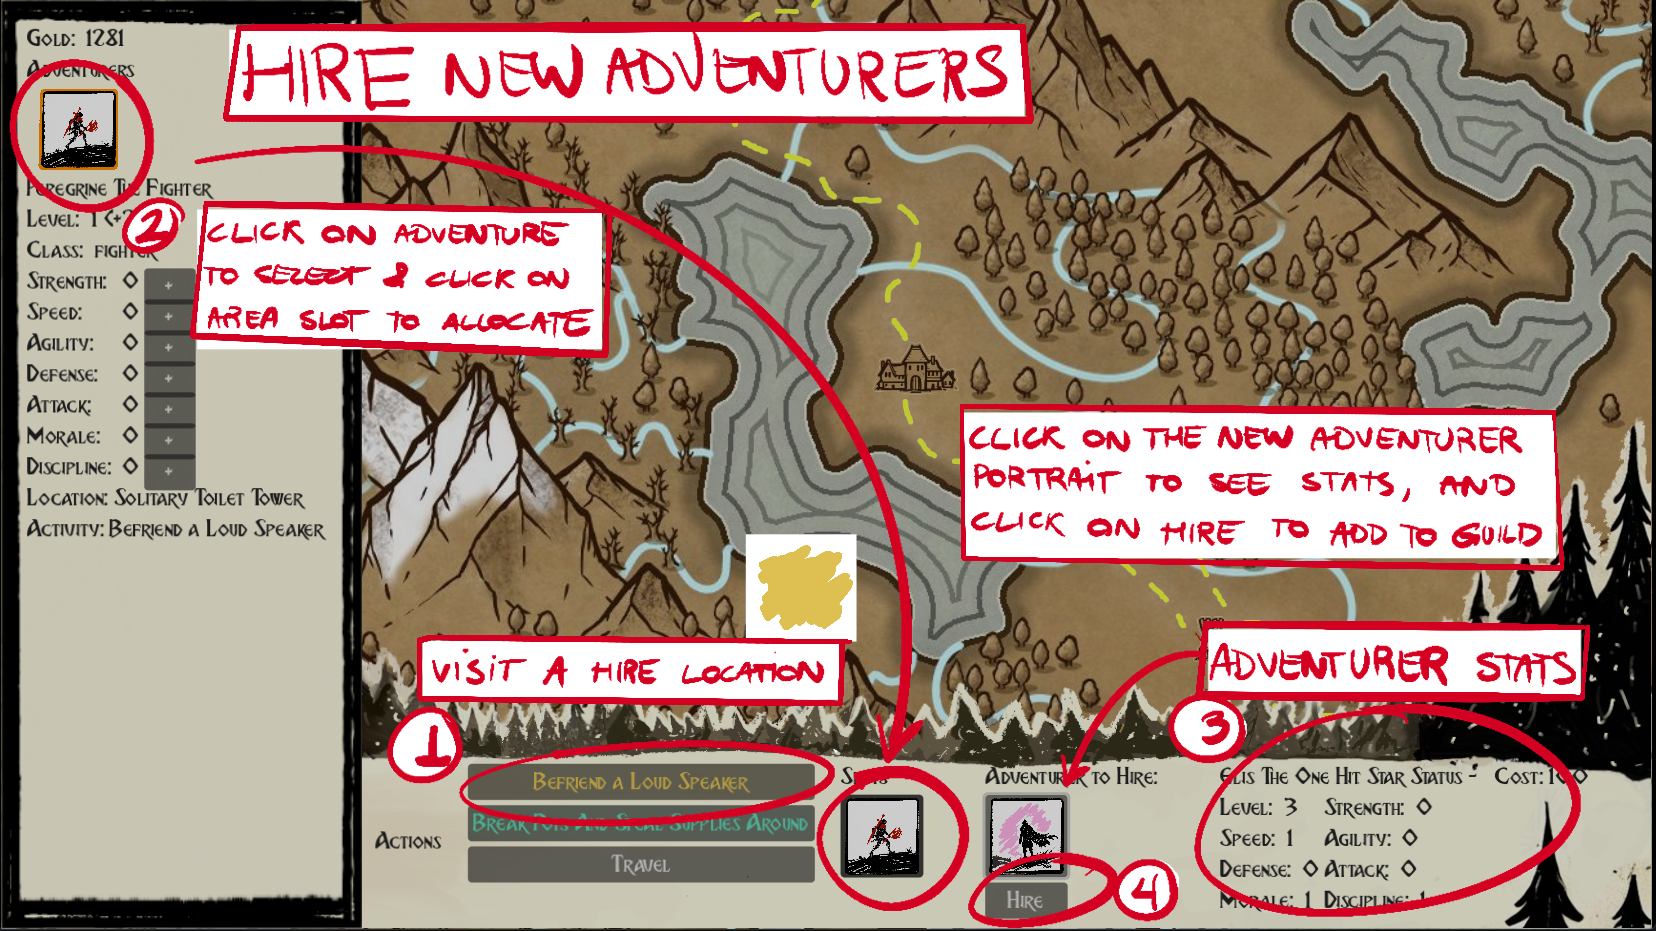 Gold: 1281
Adventurers
HIRE NEW ADVENTURERS
Peregrine The Fighter
Level: 1 (+2
Class: fighter
2
CLICK ON ADVENTURE
TO SELECT & CLICK ON
AREA SLOT TO ALLOCATE
Strength: 0 +
Speed: 0 +
Agility: 0 +
Defense: 0 +
Attack: 0 +
Morale: 0 +
Discipline: 0 +
Location: Solitary Toilet Tower
Activity: Befriend a Loud Speaker
CLICK ON THE NEW ADVENTURER
PORTRAIT TO SEE STATS, AND
CLICK ON HIRE TO ADD TO GUILD
VISIT A HIRE LOCATION
1
ADVENTURER STATS
3
Actions
Befriend a Loud Speaker
Break Pots And Steal Supplies Around
Travel
Adventurer to Hire:
Hire
4
Elis The One Hit Star Status - Cost: 100
Level: 3 Strength: 0
Speed: 1 Agility: 0
Defense: 0 Attack: 0
Morale: 1 Discipline: 1